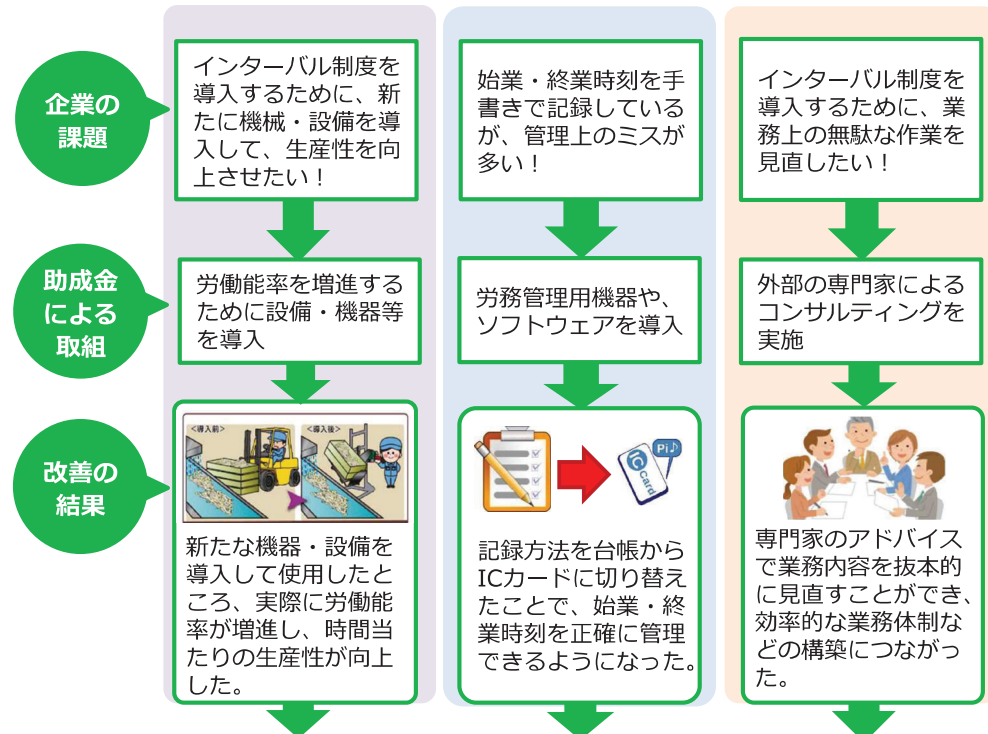 企業の
課題
インターバル制度を
導入するために、新
たに機械・設備を導
入して、生産性を向
上させたい！
始業・終業時刻を手
書きで記録している
が、管理上のミスが
多い！
インターバル制度を
導入するために、業
務上の無駄な作業を
見直したい！
助成金
による
取組
労働能率を増進する
ために設備・機器等
を導入
労務管理用機器や、
ソフトウェアを導入
外部の専門家による
コンサルティングを
実施
改善の
結果
＜導入前＞
＜導入後＞
新たな機器・設備を
導入して使用したと
ころ、実際に労働能
率が増進し、時間当
たりの生産性が向上
した。
Pi♪
IC
card
記録方法を台帳から
ICカードに切り替え
たことで、始業・終
業時刻を正確に管理
できるようになった。
専門家のアドバイス
で業務内容を抜本的
に見直すことができ、
効率的な業務体制な
どの構築につながっ
た。